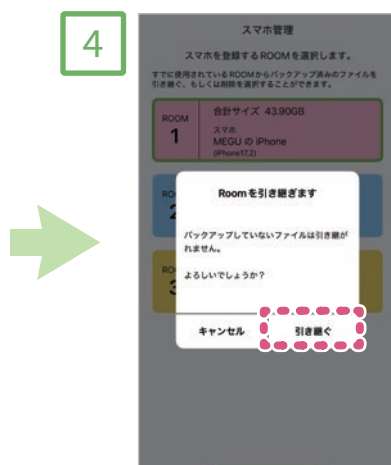 4
スマホ管理
スマホを登録するROOMを選択します。
すでに使用されているROOMからバックアップ済みのファイルを
引き継ぐ、もしくは削除を選択することができます。
ROOM
1
合計サイズ 43.90GB
スマホ
MEGU の iPhone
(iPhone17,2)
Roomを引き継ぎます
バックアップしていないファイルは引き継が
れません。
よろしいでしょうか？
キャンセル
引き継ぐ